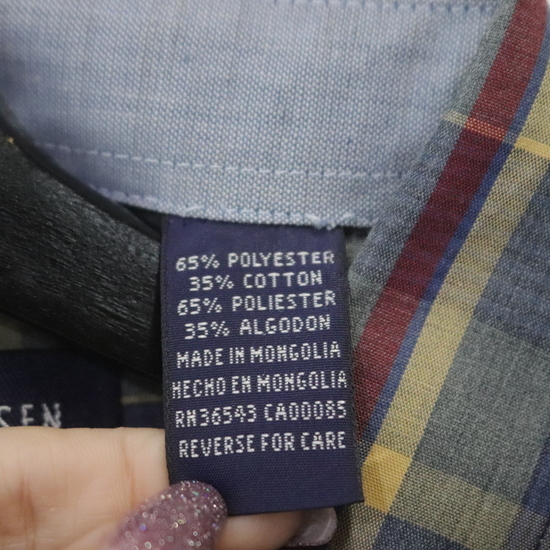 65% POLYESTER
35% COTTON
65% POLIESTER
35% ALGODON
MADE IN MONGOLIA
HECHO EN MONGOLIA
RN36543 CA00085
REVERSE FOR CARE
SEN